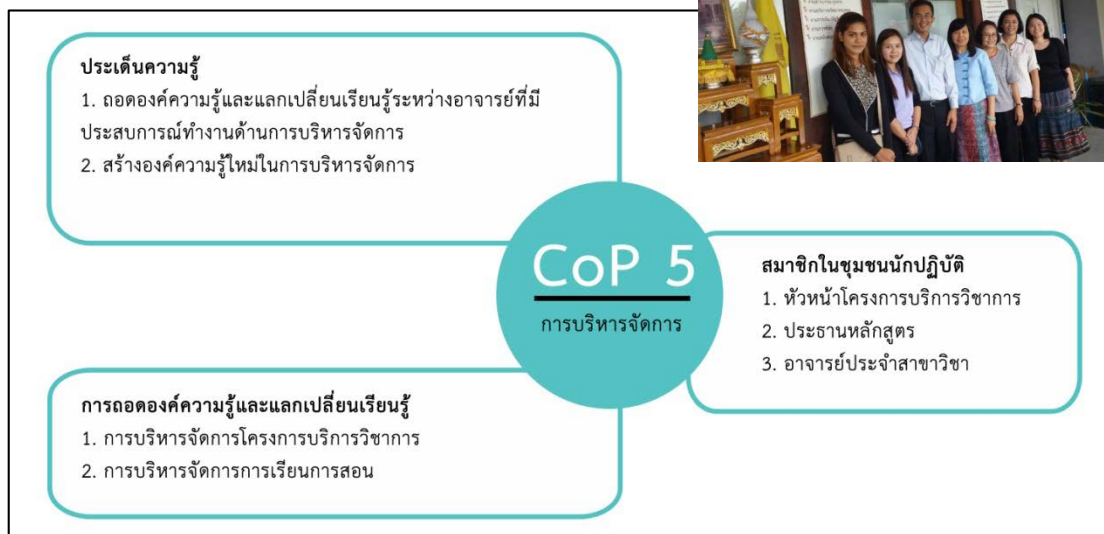 ประเด็นความรู้
1. ถอดองค์ความรู้และแลกเปลี่ยนเรียนรู้ระหว่างอาจารย์ที่มี
ประสบการณ์ทำงานด้านการบริหารจัดการ
2. สร้างองค์ความรู้ใหม่ในการบริหารจัดการ
CoP 5
การบริหารจัดการ
สมาชิกในชุมชนนักปฏิบัติ
1. หัวหน้าโครงการบริการวิชาการ
2. ประธานหลักสูตร
3. อาจารย์ประจำสาขาวิชา
การถอดองค์ความรู้และแลกเปลี่ยนเรียนรู้
1. การบริหารจัดการโครงการบริการวิชาการ
2. การบริหารจัดการการเรียนการสอน